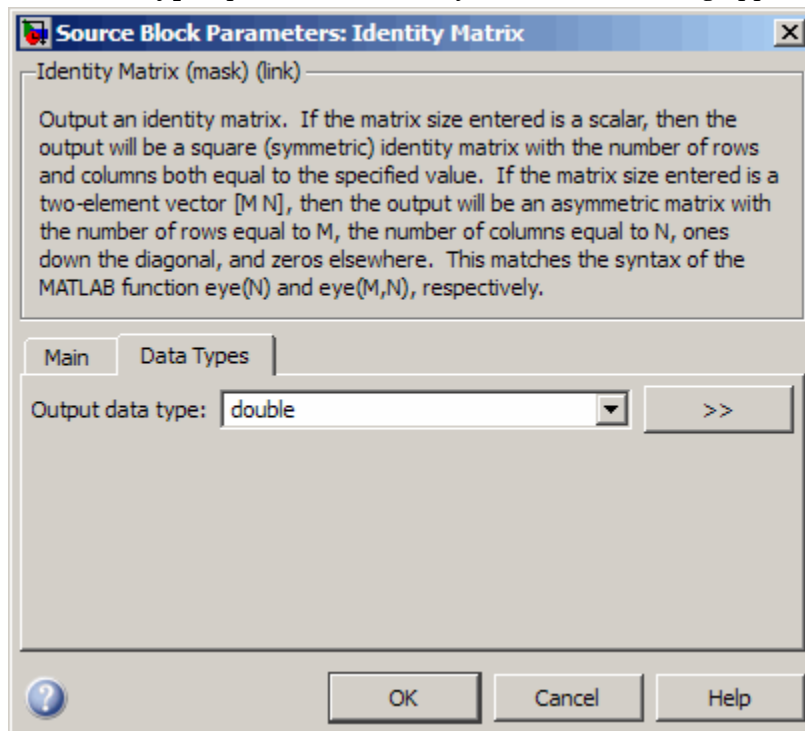 Source Block Parameters: Identity Matrix
Identity Matrix (mask) (link)
Output an identity matrix. If the matrix size entered is a scalar, then the
output will be a square (symmetric) identity matrix with the number of rows
and columns both equal to the specified value. If the matrix size entered is a
two-element vector [M N], then the output will be an asymmetric matrix with
the number of rows equal to M, the number of columns equal to N, ones
down the diagonal, and zeros elsewhere. This matches the syntax of the
MATLAB function eye(N) and eye(M,N), respectively.
Main Data Types
Output data type: double >>
OK Cancel Help